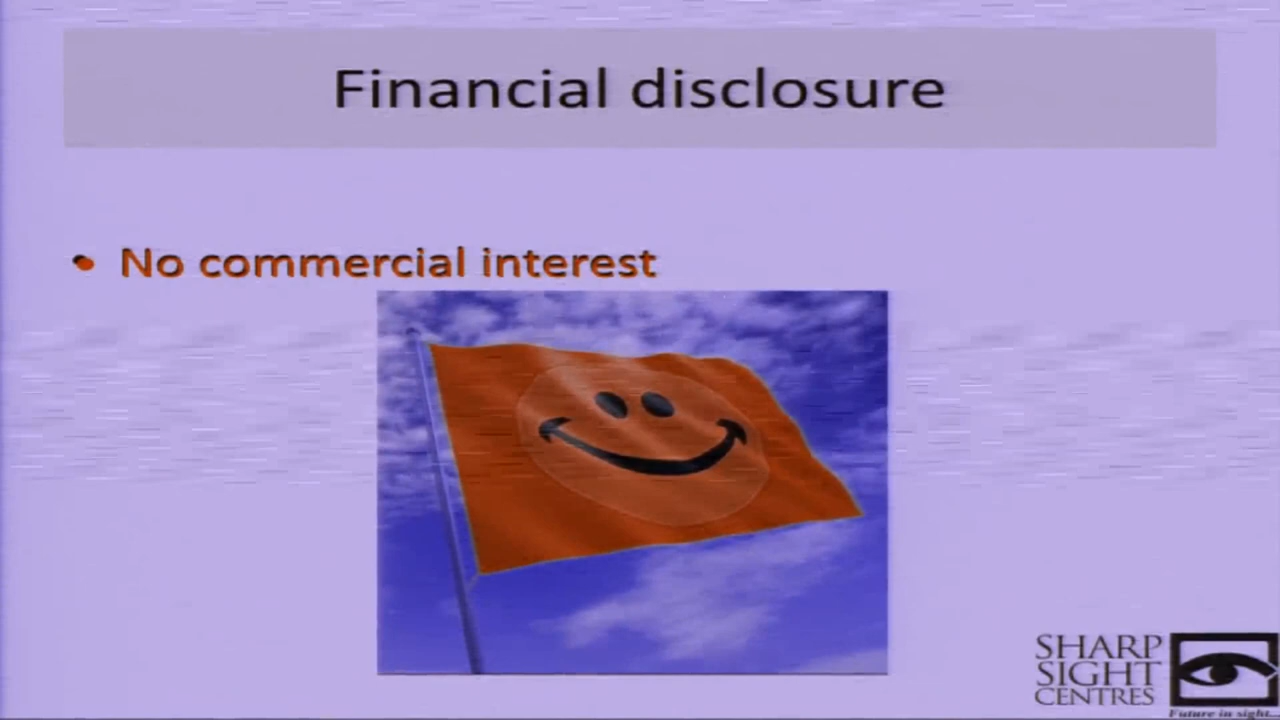 Financial disclosure
• No commercial interest
SHARP
SIGHT
CENTRES
Future in sight...